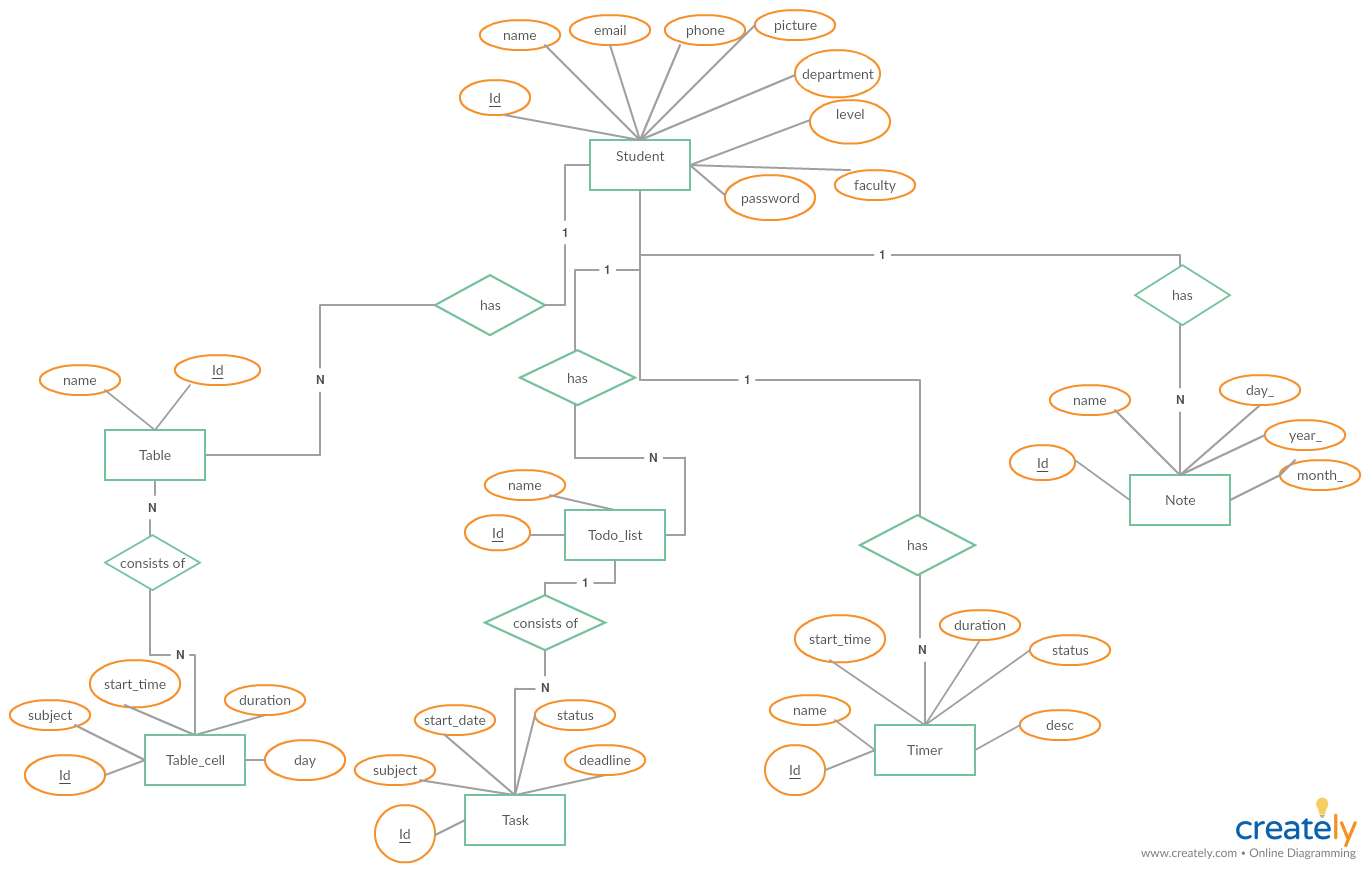 name
email
phone
picture
department
Id
level
Student
faculty
password
1
1
1
has
has
has
1
N
name
Id
Table
N
consists of
N
start_time
subject
duration
Id
Table_cell
day
N
name
Id
Todo_list
1
consists of
N
start_date
status
subject
deadline
Id
Task
has
N
start_time
duration
status
name
desc
Id
Timer
N
name
day_
year_
Id
month_
Note
creately
www.creately.com • Online Diagramming